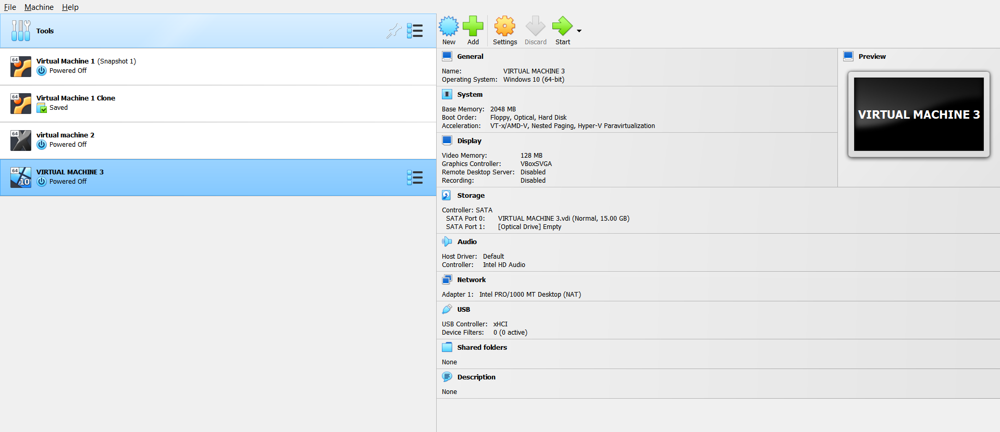 File Machine Help
Tools
New Add Settings Discard Start
64
Virtual Machine 1 (Snapshot 1)
Powered Off
64
Virtual Machine 1 Clone
Saved
64
virtual machine 2
Powered Off
64
10
VIRTUAL MACHINE 3
Powered Off
General
Name: VIRTUAL MACHINE 3
Operating System: Windows 10 (64-bit)
Preview
VIRTUAL MACHINE 3
System
Base Memory: 2048 MB
Boot Order: Floppy, Optical, Hard Disk
Acceleration: VT-x/AMD-V, Nested Paging, Hyper-V Paravirtualization
Display
Video Memory: 128 MB
Graphics Controller: VBoxSVGA
Remote Desktop Server: Disabled
Recording: Disabled
Storage
Controller: SATA
SATA Port 0: VIRTUAL MACHINE 3.vdi (Normal, 15.00 GB)
SATA Port 1: [Optical Drive] Empty
Audio
Host Driver: Default
Controller: Intel HD Audio
Network
Adapter 1: Intel PRO/1000 MT Desktop (NAT)
USB
USB Controller: xHCI
Device Filters: 0 (0 active)
Shared folders
None
Description
None